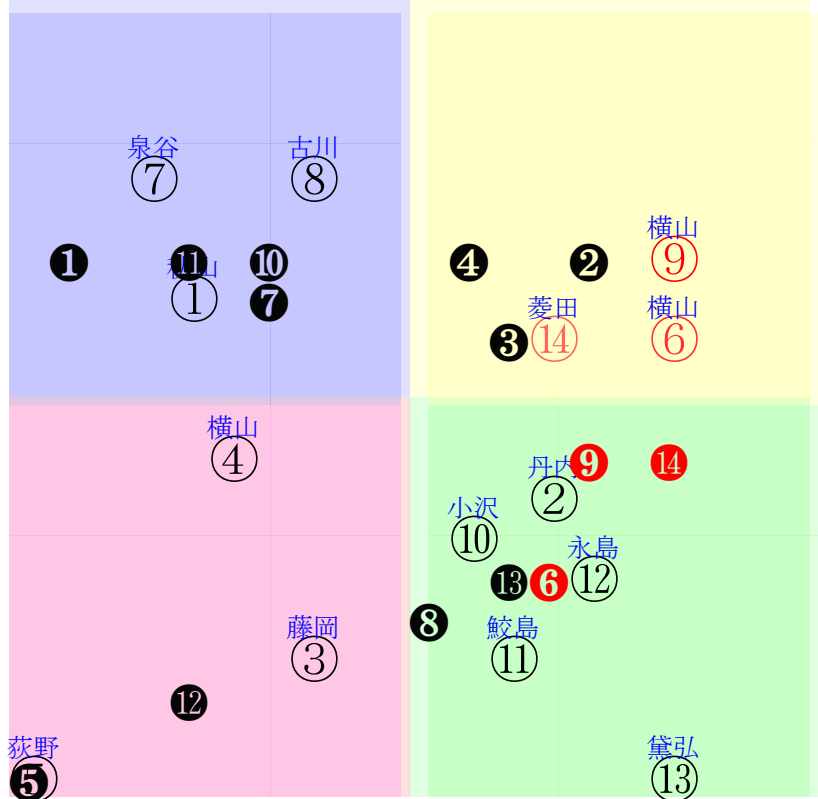 泉谷 古川
⑦ ⑧
横山
❶ ⓫ ❿ ❹ ❷ ⑨
山
① ❼
菱田 横山
❸ ⑭ ⑥
横山
④ ❾ ⓮
丹内
②
小沢
⑩
永島
⓭ ❻ ⑫
❽
藤岡 鮫島
③ ⑪
⓬
荻野 黛弘
❺ ⑬